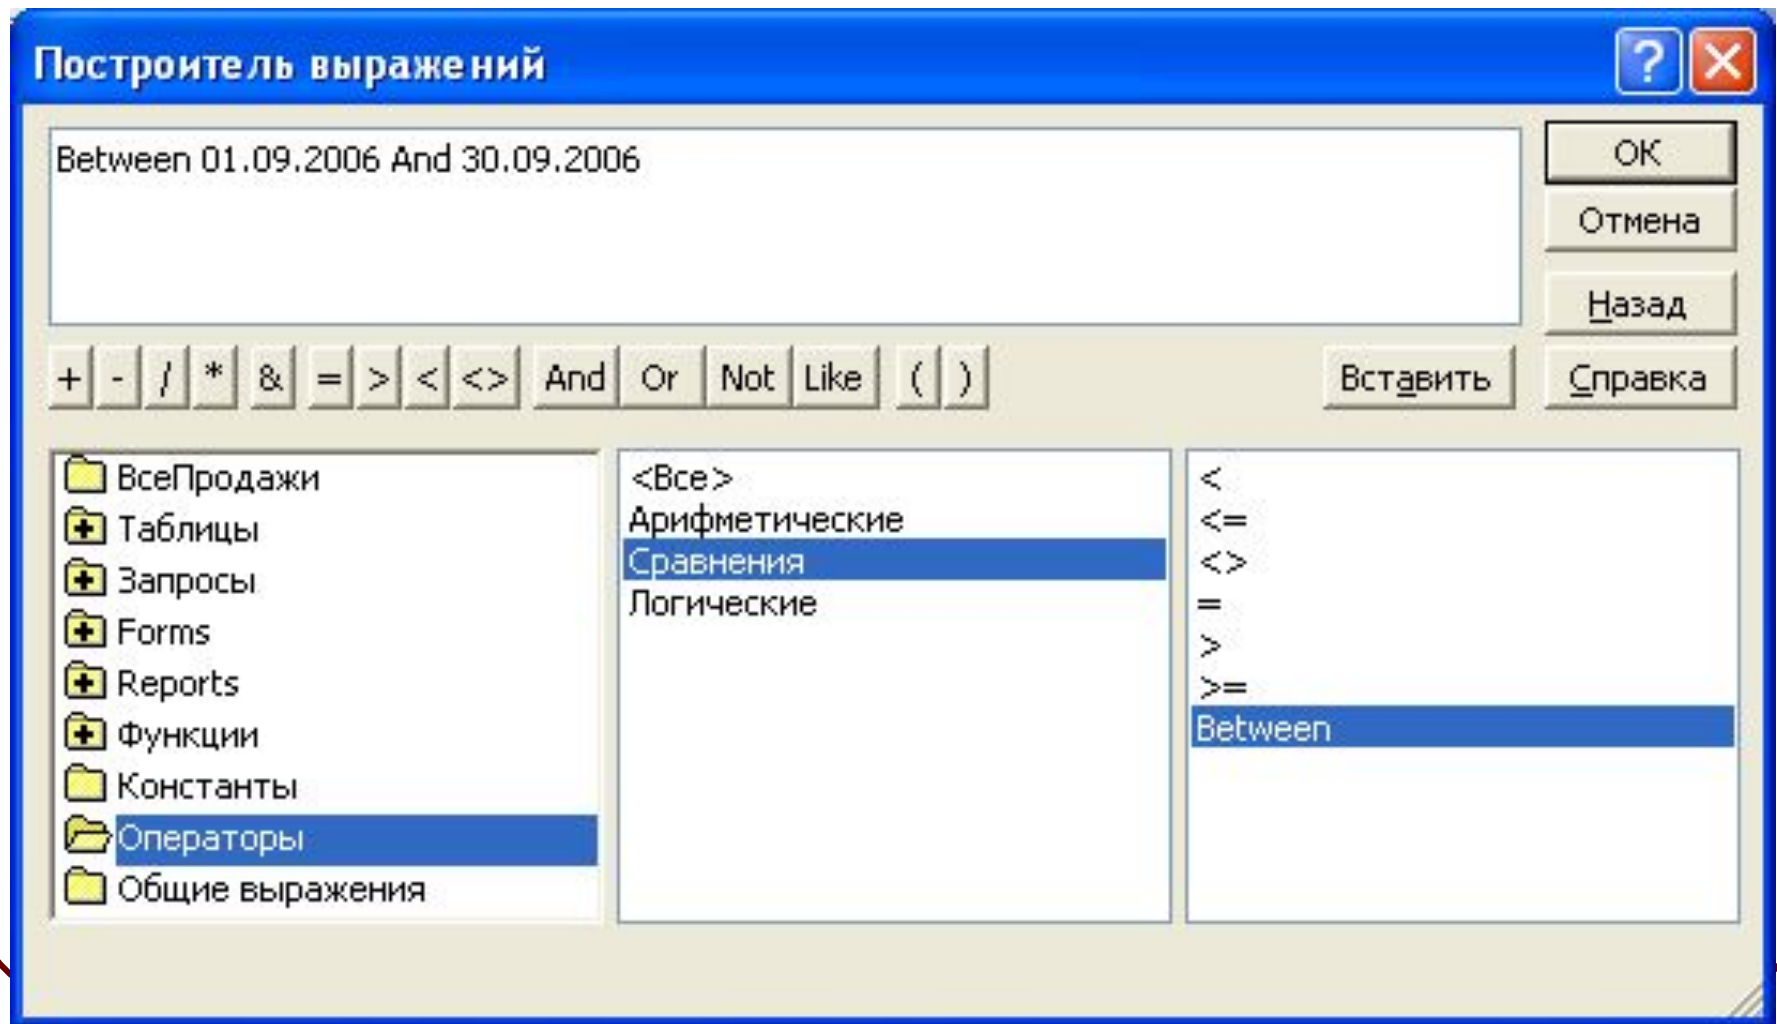 Построитель выражений
Between 01.09.2006 And 30.09.2006
OK
Отмена
Назад
+ - / * & = > < <> And Or Not Like ( ) Вставить Справка
ВсеПродажи
Таблицы
Запросы
Forms
Reports
Функции
Константы
Операторы
Общие выражения
<Все>
Арифметические
Сравнения
Логические
<
<=
<>
=
>
>=
Between